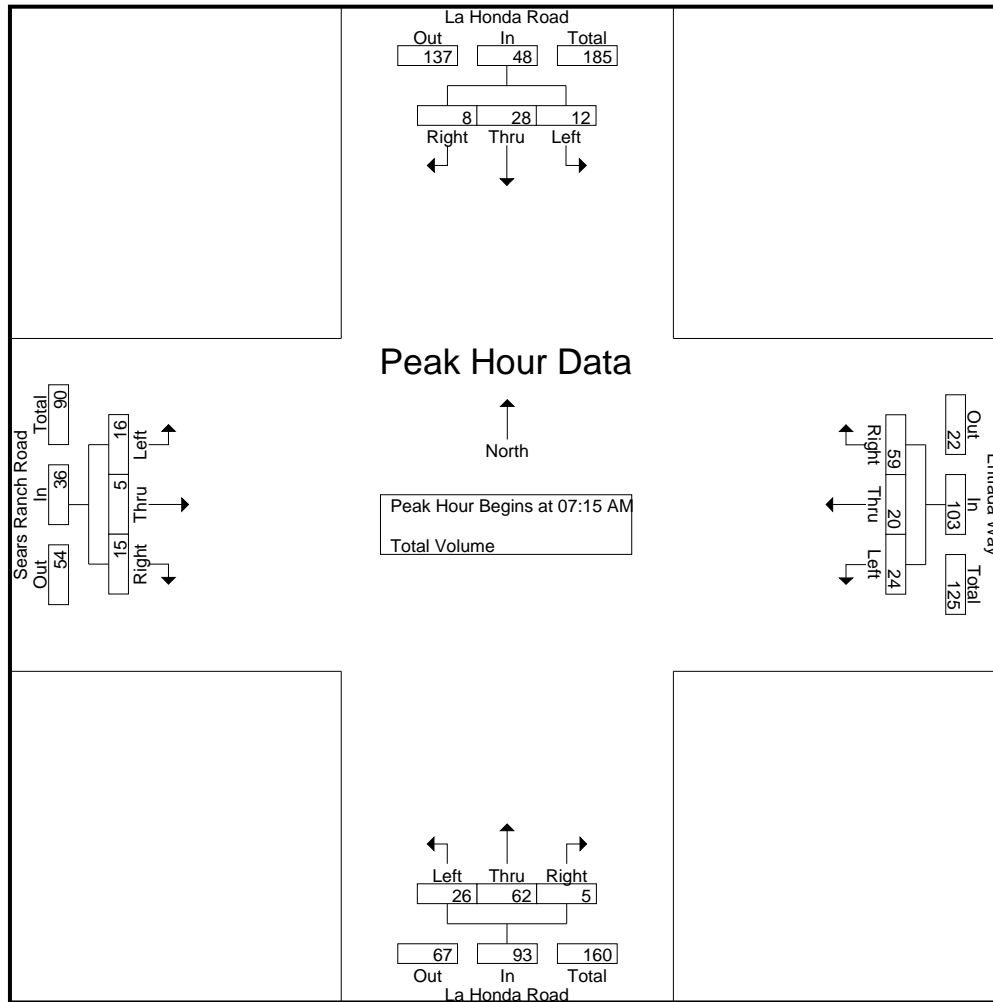 La Honda Road
Out In Total
137 48 185
8 28 12
Right Thru Left
Peak Hour Data
North
Peak Hour Begins at 07:15 AM
Total Volume
Sears Ranch Road
Out In Total
54 36 90
15 5 16
Right Thru Left
Entrada Way
Out In Total
22 103 125
59 20 24
Right Thru Left
Left Thru Right
26 62 5
67 93 160
Out In Total
La Honda Road